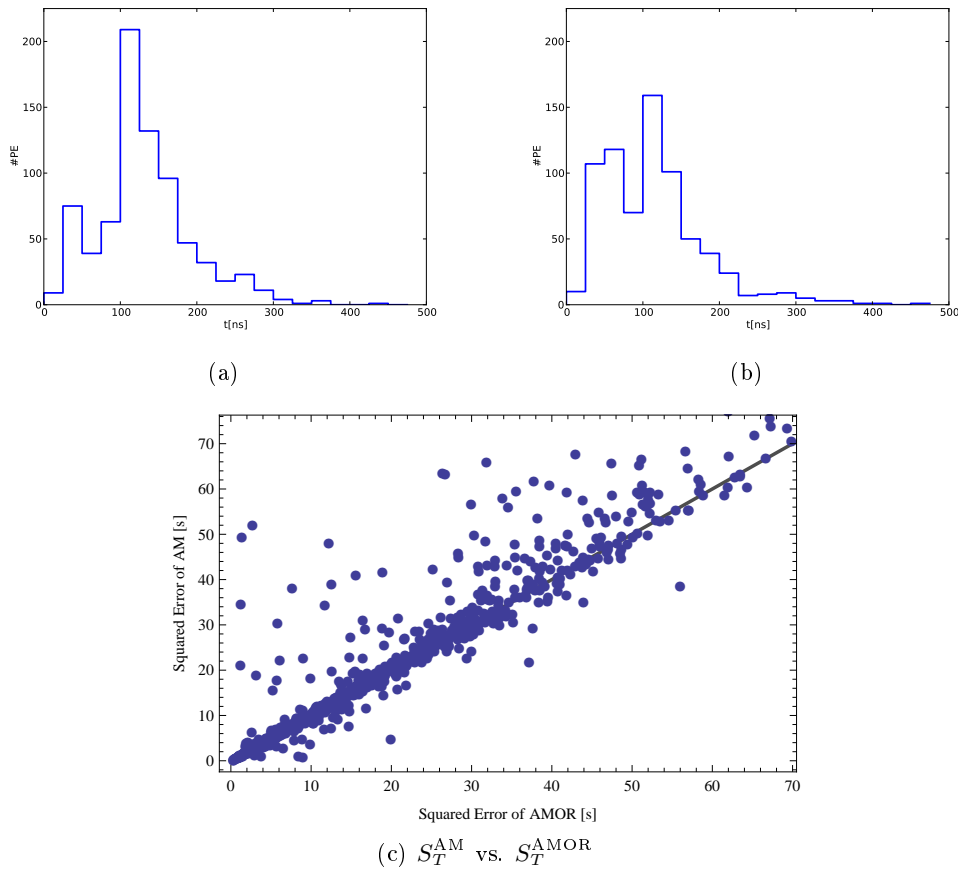 200
150
100
50
0
#PE
0 100 200 300 400 500
t[ns]
(a)
200
150
100
50
0
#PE
0 100 200 300 400 500
t[ns]
(b)
70
60
50
40
30
20
10
0
Squared Error of AM [s]
0 10 20 30 40 50 60 70
Squared Error of AMOR [s]
(c) S_T^AM vs. S_T^AMOR